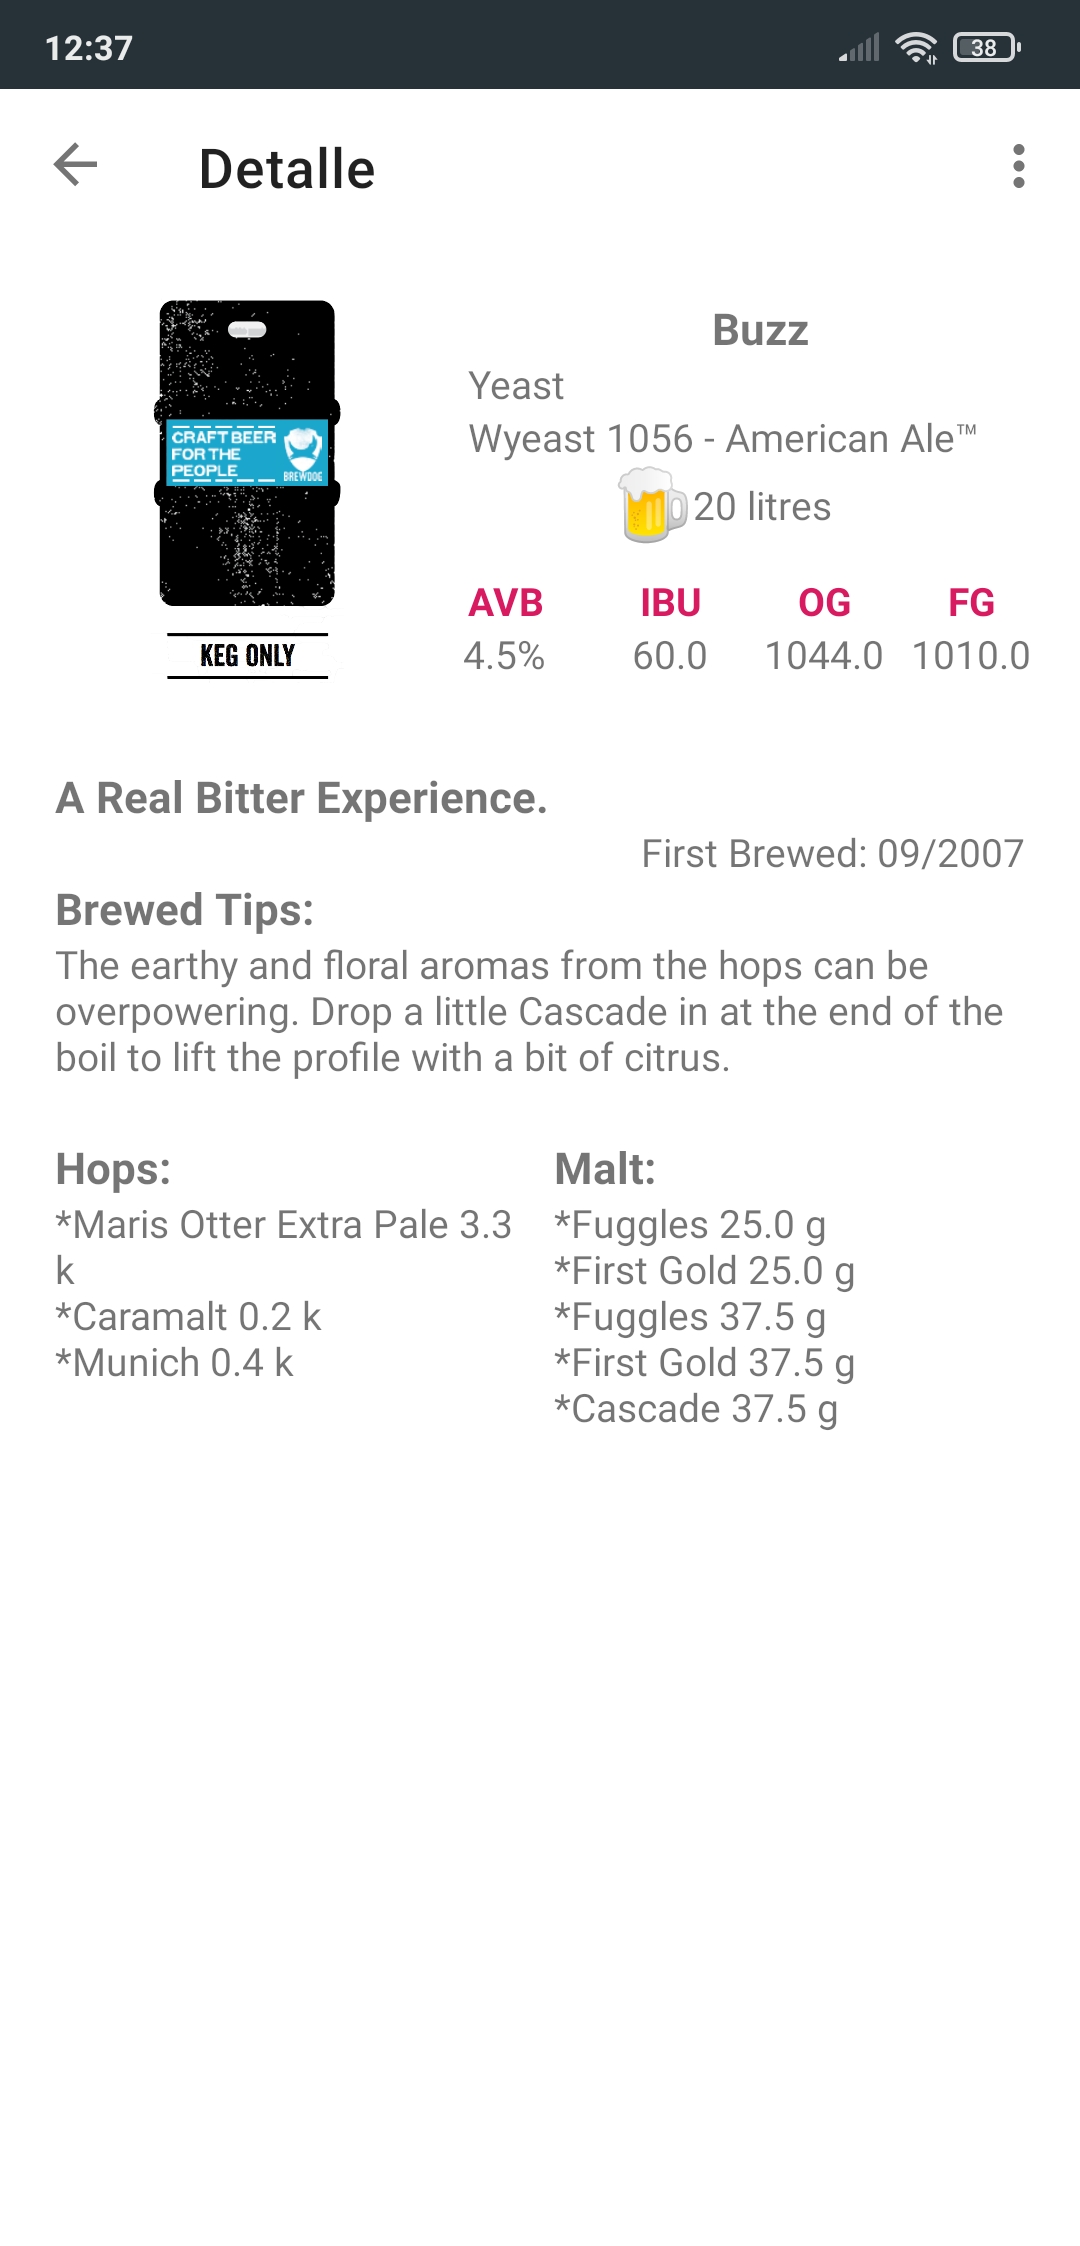 12:37
38
Detalle
CRAFT BEER
FOR THE
PEOPLE
BREWDOG
KEG ONLY
Buzz
Yeast
Wyeast 1056 - American Ale™
20 litres
AVB IBU OG FG
4.5% 60.0 1044.0 1010.0
A Real Bitter Experience.
First Brewed: 09/2007
Brewed Tips:
The earthy and floral aromas from the hops can be
overpowering. Drop a little Cascade in at the end of the
boil to lift the profile with a bit of citrus.
Hops:
*Maris Otter Extra Pale 3.3
k
*Caramalt 0.2 k
*Munich 0.4 k
Malt:
*Fuggles 25.0 g
*First Gold 25.0 g
*Fuggles 37.5 g
*First Gold 37.5 g
*Cascade 37.5 g